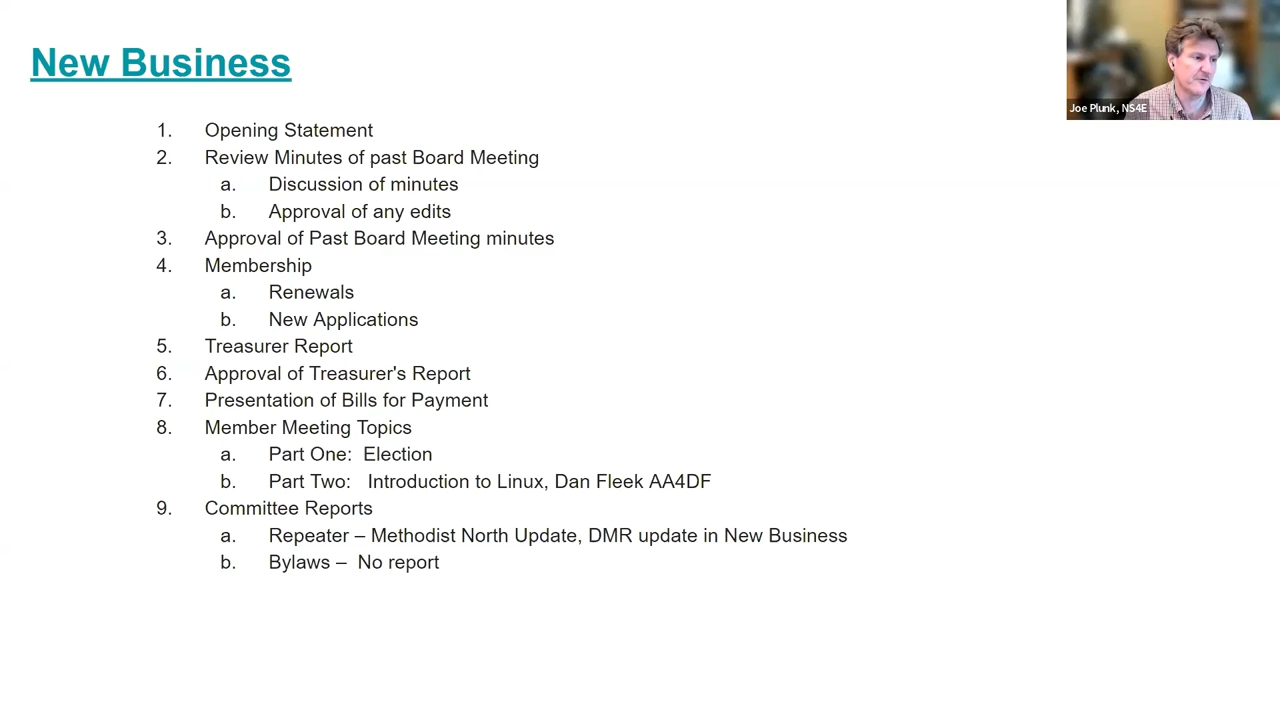 New Business
Joe Plunk, NS4E
1. Opening Statement
2. Review Minutes of past Board Meeting
a. Discussion of minutes
b. Approval of any edits
3. Approval of Past Board Meeting minutes
4. Membership
a. Renewals
b. New Applications
5. Treasurer Report
6. Approval of Treasurer's Report
7. Presentation of Bills for Payment
8. Member Meeting Topics
a. Part One: Election
b. Part Two: Introduction to Linux, Dan Fleek AA4DF
9. Committee Reports
a. Repeater – Methodist North Update, DMR update in New Business
b. Bylaws – No report